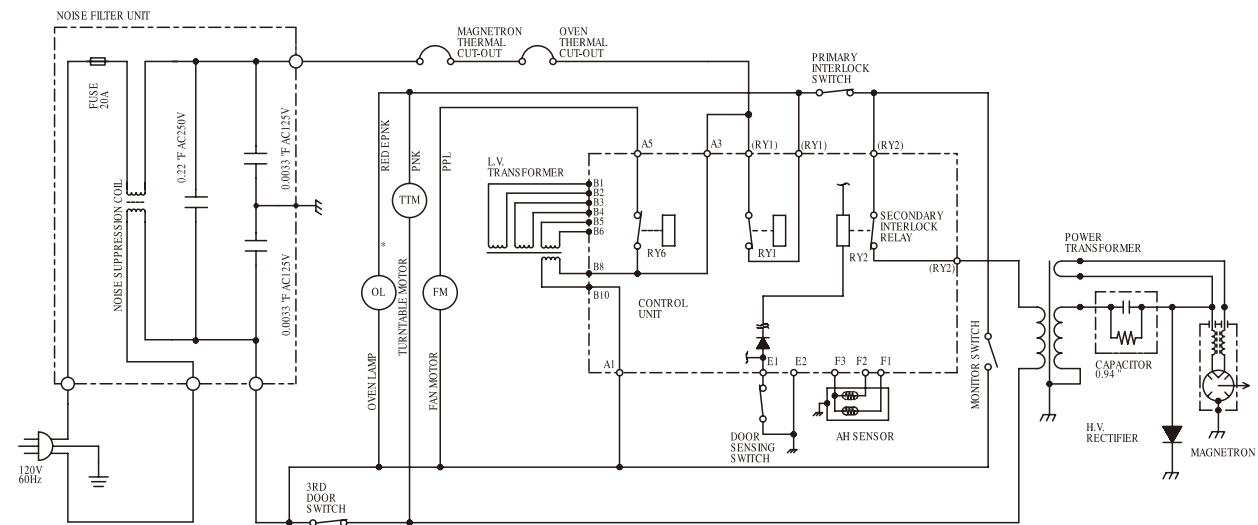 NOISE FILTER UNIT
MAGNETRON
THERMAL
CUT-OUT
OVEN
THERMAL
CUT-OUT
PRIMARY
INTERLOCK
SWITCH
FUSE
20A
0.22 "F AC250V
0.0033 "F AC125V
0.0033 "F AC125V
NOISE SUPPRESSION COIL
RED EPNK
PNK
PPL
L.V.
TRANSFORMER
A5
A3
(RY1)
(RY1)
(RY2)
B1
B2
B3
B4
B5
B6
B8
B10
TTM
*
OL
FM
RY6
RY1
RY2
SECONDARY
INTERLOCK
RELAY
(RY2)
POWER
TRANSFORMER
CONTROL
UNIT
OVEN LAMP
TURNTABLE MOTOR
FAN MOTOR
A1
E1
E2
F3
F2
F1
AH SENSOR
DOOR
SENSING
SWITCH
MONITOR SWITCH
CAPACITOR
0.94 "
H.V.
RECTIFIER
MAGNETRON
120V
60Hz
3RD
DOOR
SWITCH